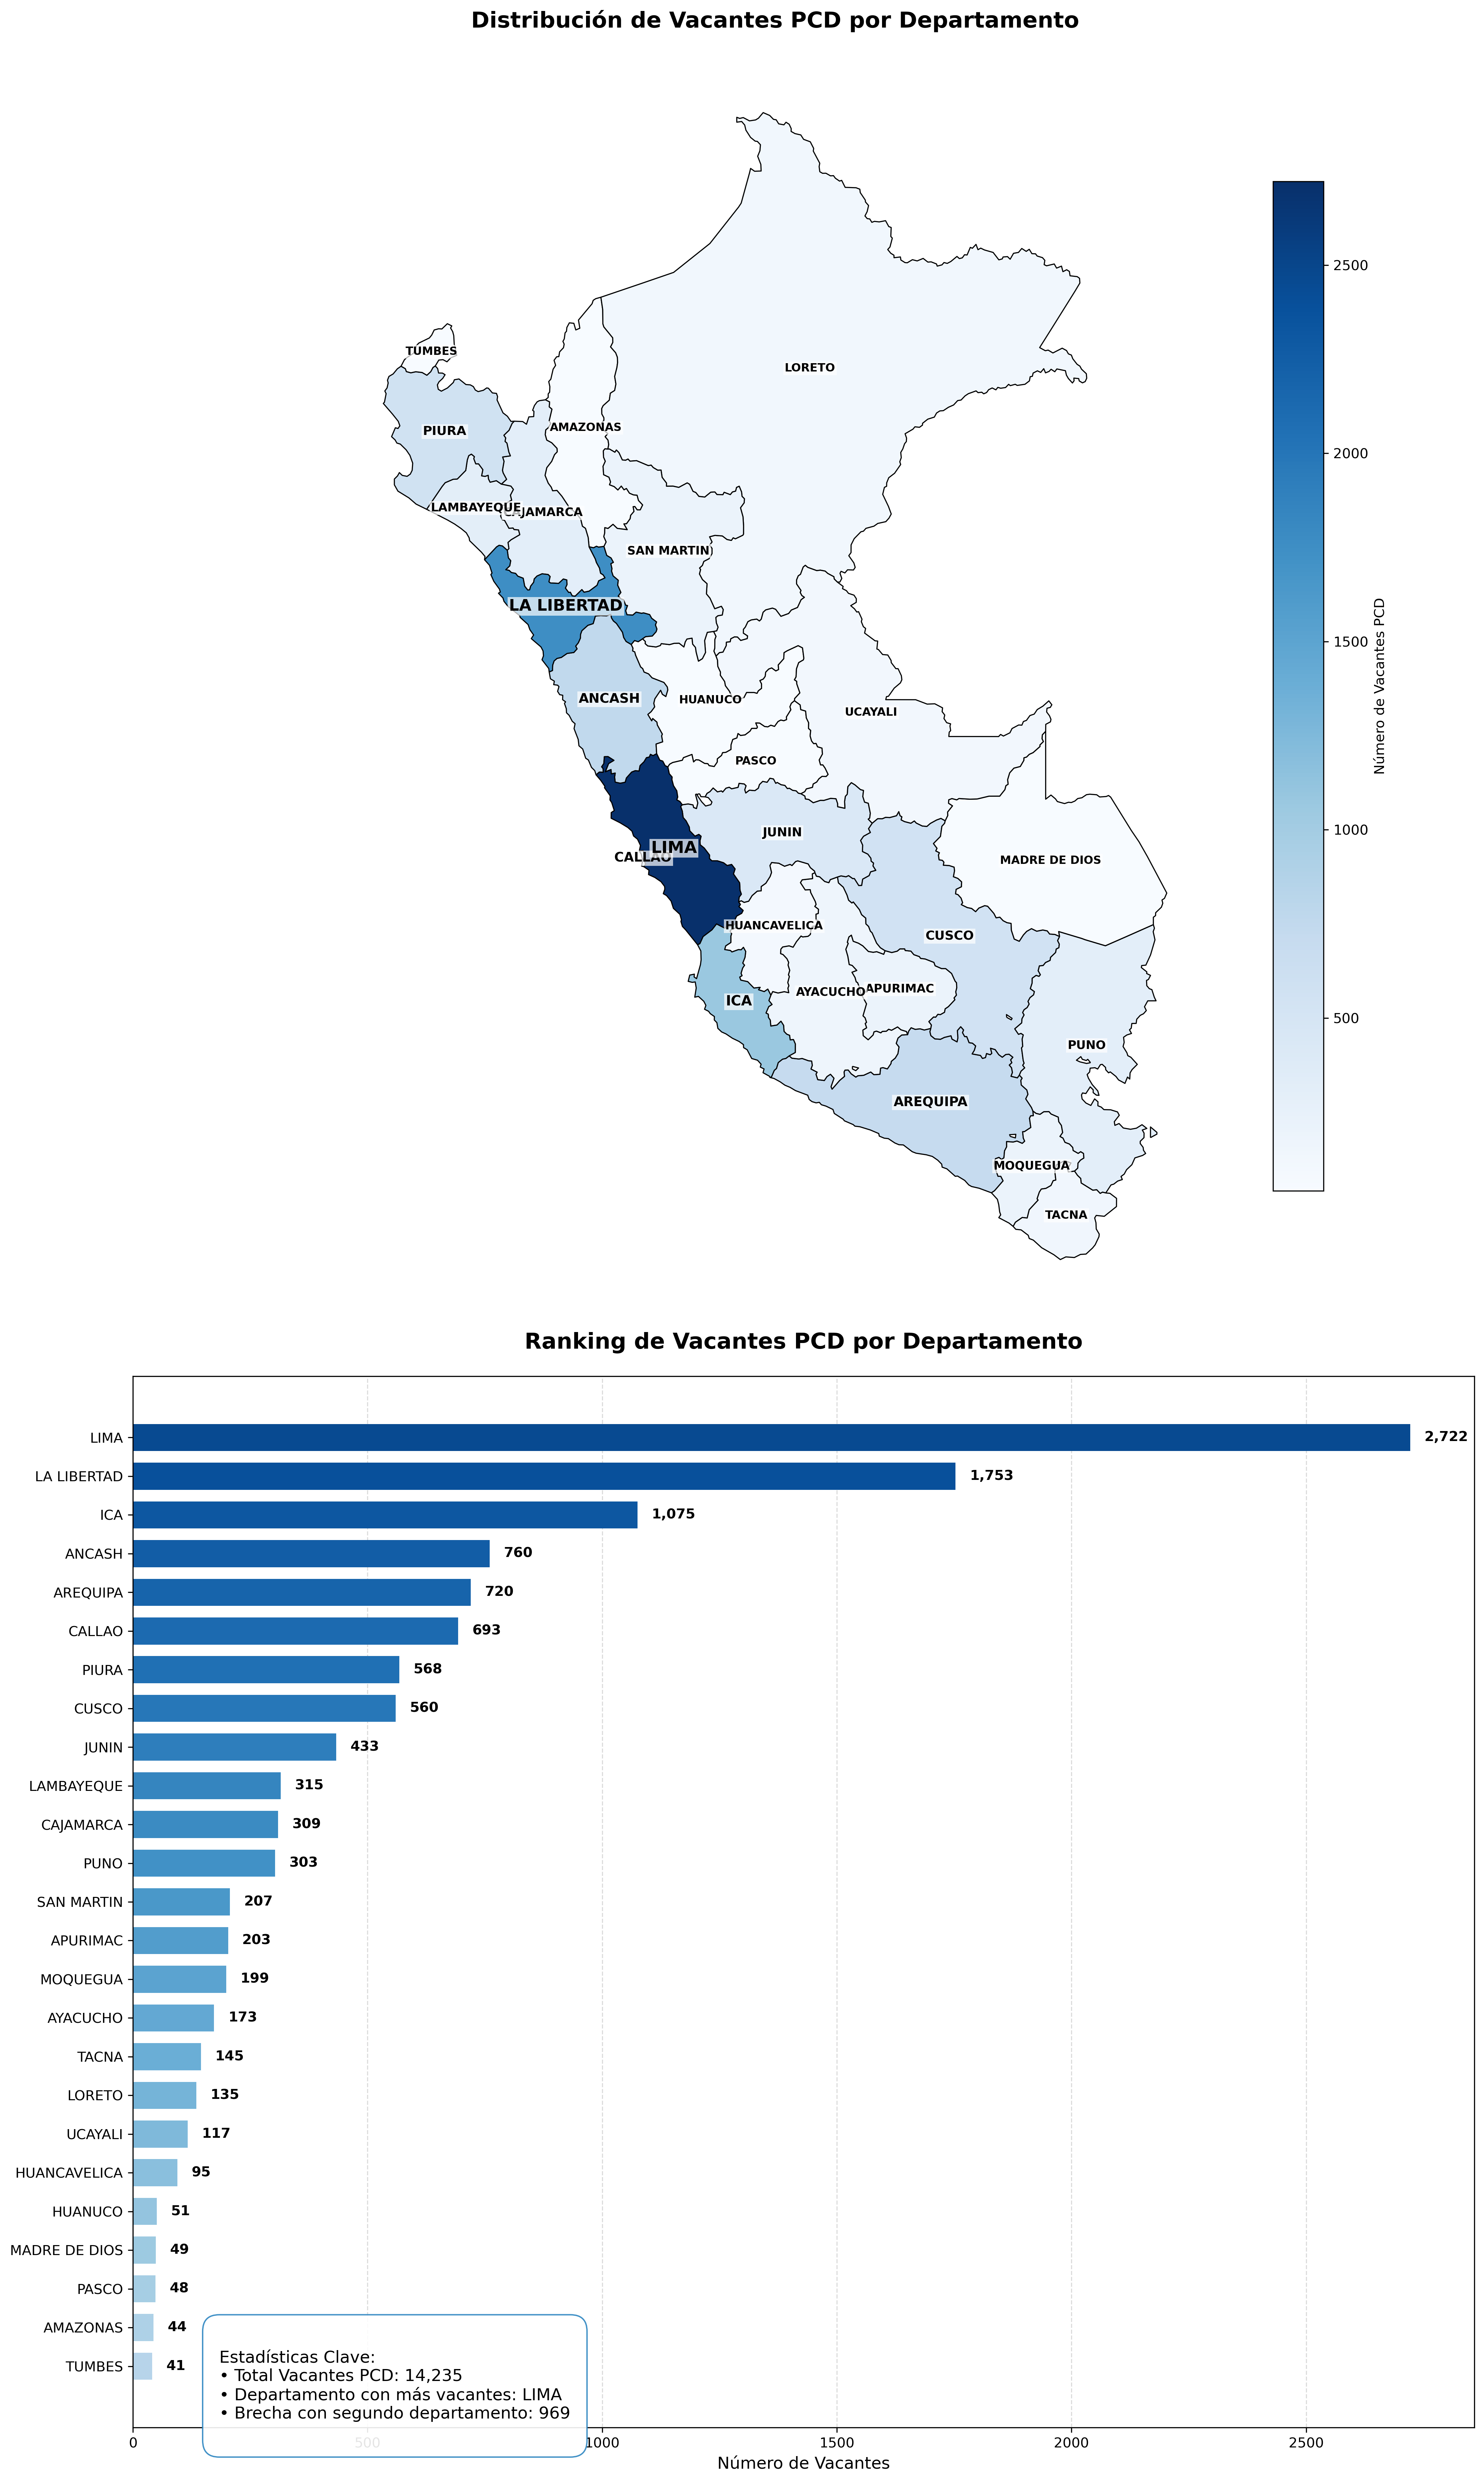 Distribución de Vacantes PCD por Departamento
LORETO
TUMBES
AMAZONAS
PIURA
LAMBAYEQUE
CAJAMARCA
SAN MARTIN
LA LIBERTAD
ANCASH
HUANUCO
UCAYALI
PASCO
JUNIN
LIMA
CALLAO
MADRE DE DIOS
HUANCAVELICA
CUSCO
AYACUCHO
APURIMAC
ICA
PUNO
AREQUIPA
MOQUEGUA
TACNA
2500
2000
1500
1000
500
Número de Vacantes PCD
Ranking de Vacantes PCD por Departamento
LIMA 2,722
LA LIBERTAD 1,753
ICA 1,075
ANCASH 760
AREQUIPA 720
CALLAO 693
PIURA 568
CUSCO 560
JUNIN 433
LAMBAYEQUE 315
CAJAMARCA 309
PUNO 303
SAN MARTIN 207
APURIMAC 203
MOQUEGUA 199
AYACUCHO 173
TACNA 145
LORETO 135
UCAYALI 117
HUANCAVELICA 95
HUANUCO 51
MADRE DE DIOS 49
PASCO 48
AMAZONAS 44
TUMBES 41
Estadísticas Clave:
• Total Vacantes PCD: 14,235
• Departamento con más vacantes: LIMA
• Brecha con segundo departamento: 969
0 500 1000 1500 2000 2500
Número de Vacantes